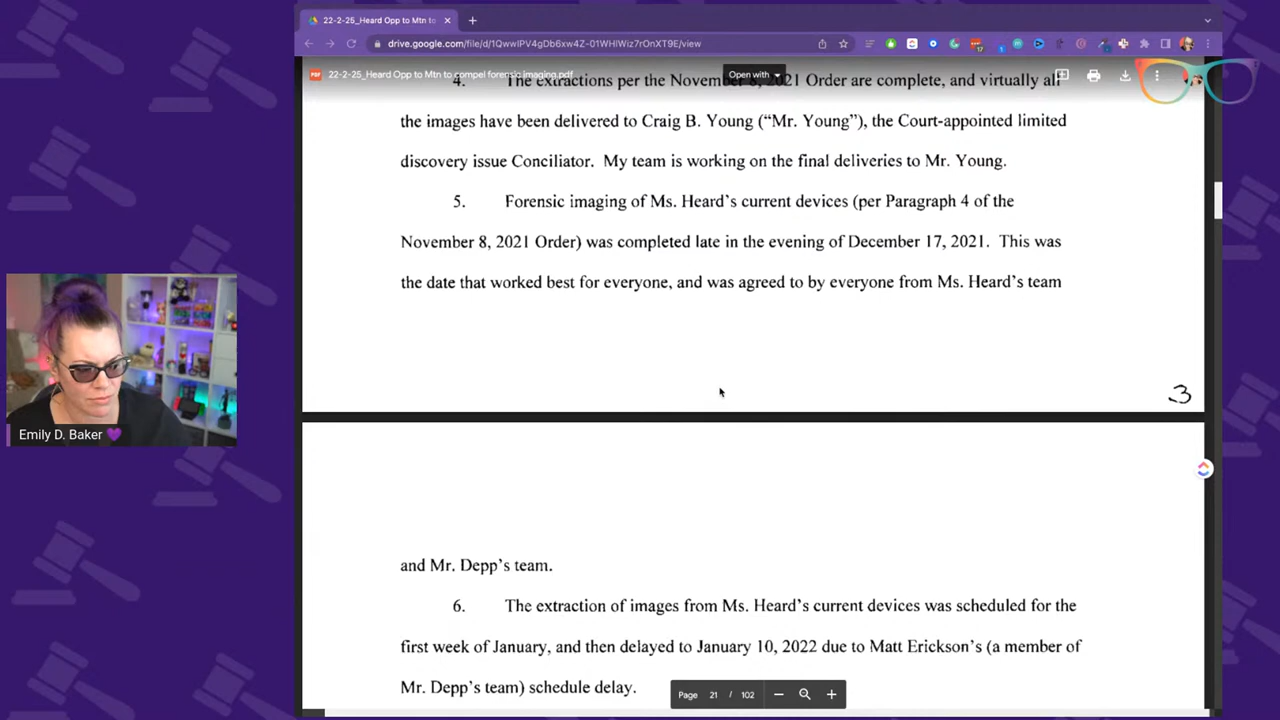 22-2-25_Heard Opp to Mtn to
drive.google.com/file/d/1QwwIPV4gDb6xw4Z-01WHlWiz7rOnXT9E/view
22-2-25_Heard Opp to Mtn to compel forensic imaging.pdf
Open with
4. The extractions per the November 8, 2021 Order are complete, and virtually all
the images have been delivered to Craig B. Young (“Mr. Young”), the Court-appointed limited
discovery issue Conciliator. My team is working on the final deliveries to Mr. Young.
5. Forensic imaging of Ms. Heard’s current devices (per Paragraph 4 of the
November 8, 2021 Order) was completed late in the evening of December 17, 2021. This was
the date that worked best for everyone, and was agreed to by everyone from Ms. Heard’s team
3
Emily D. Baker 💜
and Mr. Depp’s team.
6. The extraction of images from Ms. Heard’s current devices was scheduled for the
first week of January, and then delayed to January 10, 2022 due to Matt Erickson’s (a member of
Mr. Depp’s team) schedule delay.
Page 21 / 102